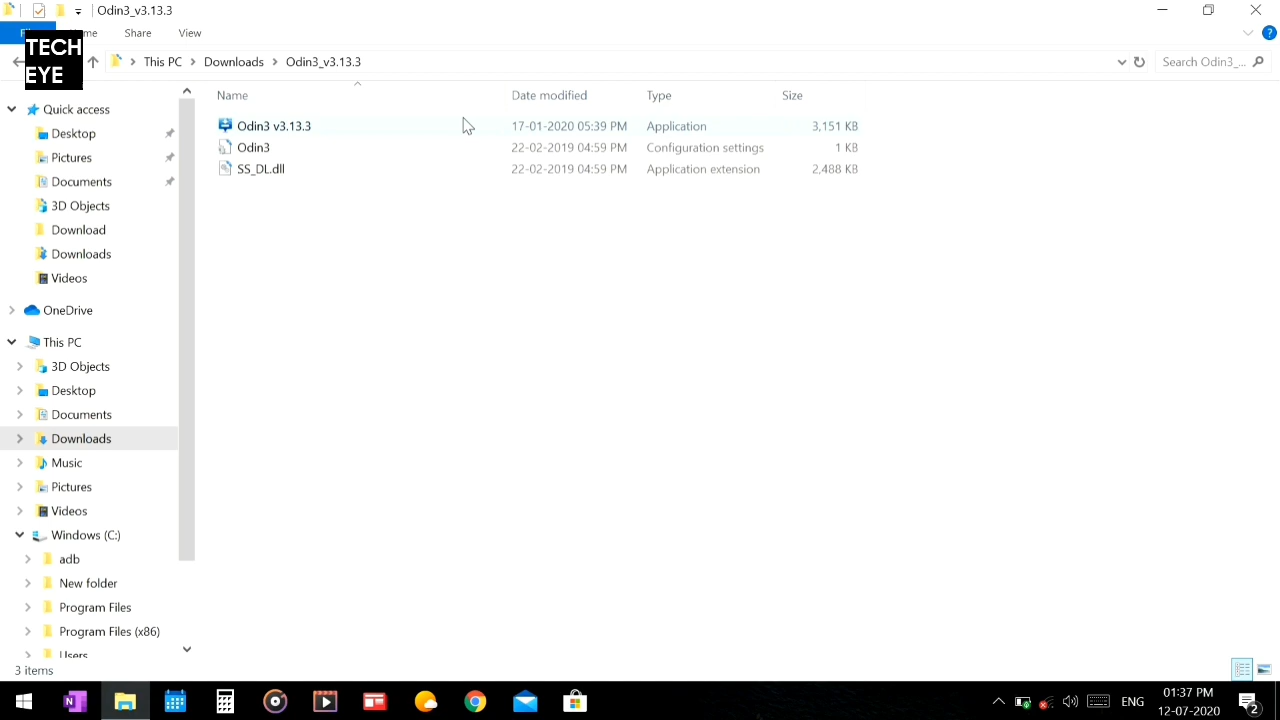 Odin3_v3.13.3
me
Share
View
TECH
EYE
This PC
Downloads
Odin3_v3.13.3
Search Odin3_...
Name
Date modified
Type
Size
Odin3 v3.13.3
17-01-2020 05:39 PM
Application
3,151 KB
Odin3
22-02-2019 04:59 PM
Configuration settings
1 KB
SS_DL.dll
22-02-2019 04:59 PM
Application extension
2,488 KB
Quick access
Desktop
Pictures
Documents
3D Objects
Download
Downloads
Videos
OneDrive
This PC
3D Objects
Desktop
Documents
Downloads
Music
Pictures
Videos
Windows (C:)
adb
New folder
Program Files
Program Files (x86)
Users
3 items
ENG
01:37 PM
12-07-2020
2